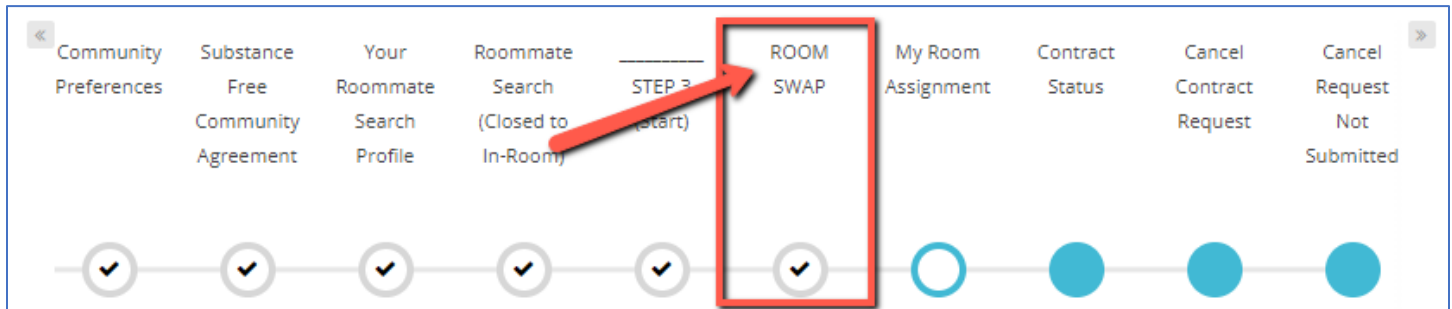 «
Community
Preferences
Substance
Free
Community
Agreement
Your
Roommate
Search
Profile
Roommate
Search
(Closed to
In-Room)
__________
STEP 3
(Start)
ROOM
SWAP
My Room
Assignment
Contract
Status
Cancel
Contract
Request
Cancel
Request
Not
Submitted
»